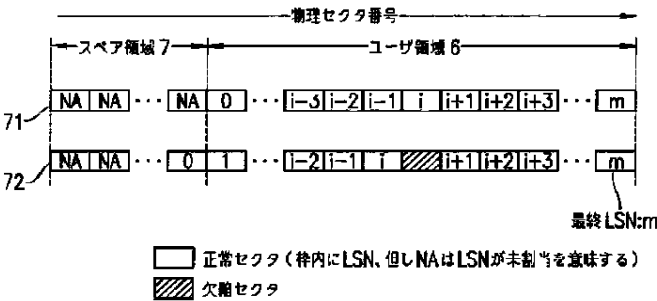 物理セクタ番号
スペア領域7 ユーザ領域6
NA NA ··· NA 0 ··· i-3 i-2 i-1 i i+1 i+2 i+3 ··· m
71
NA NA ··· 0 1 ··· i-2 i-1 i i+1 i+2 i+3 ··· m
72
最終LSN:m
正常セクタ(枠内にLSN、但しNAはLSNが未割当を意味する)
欠陥セクタ